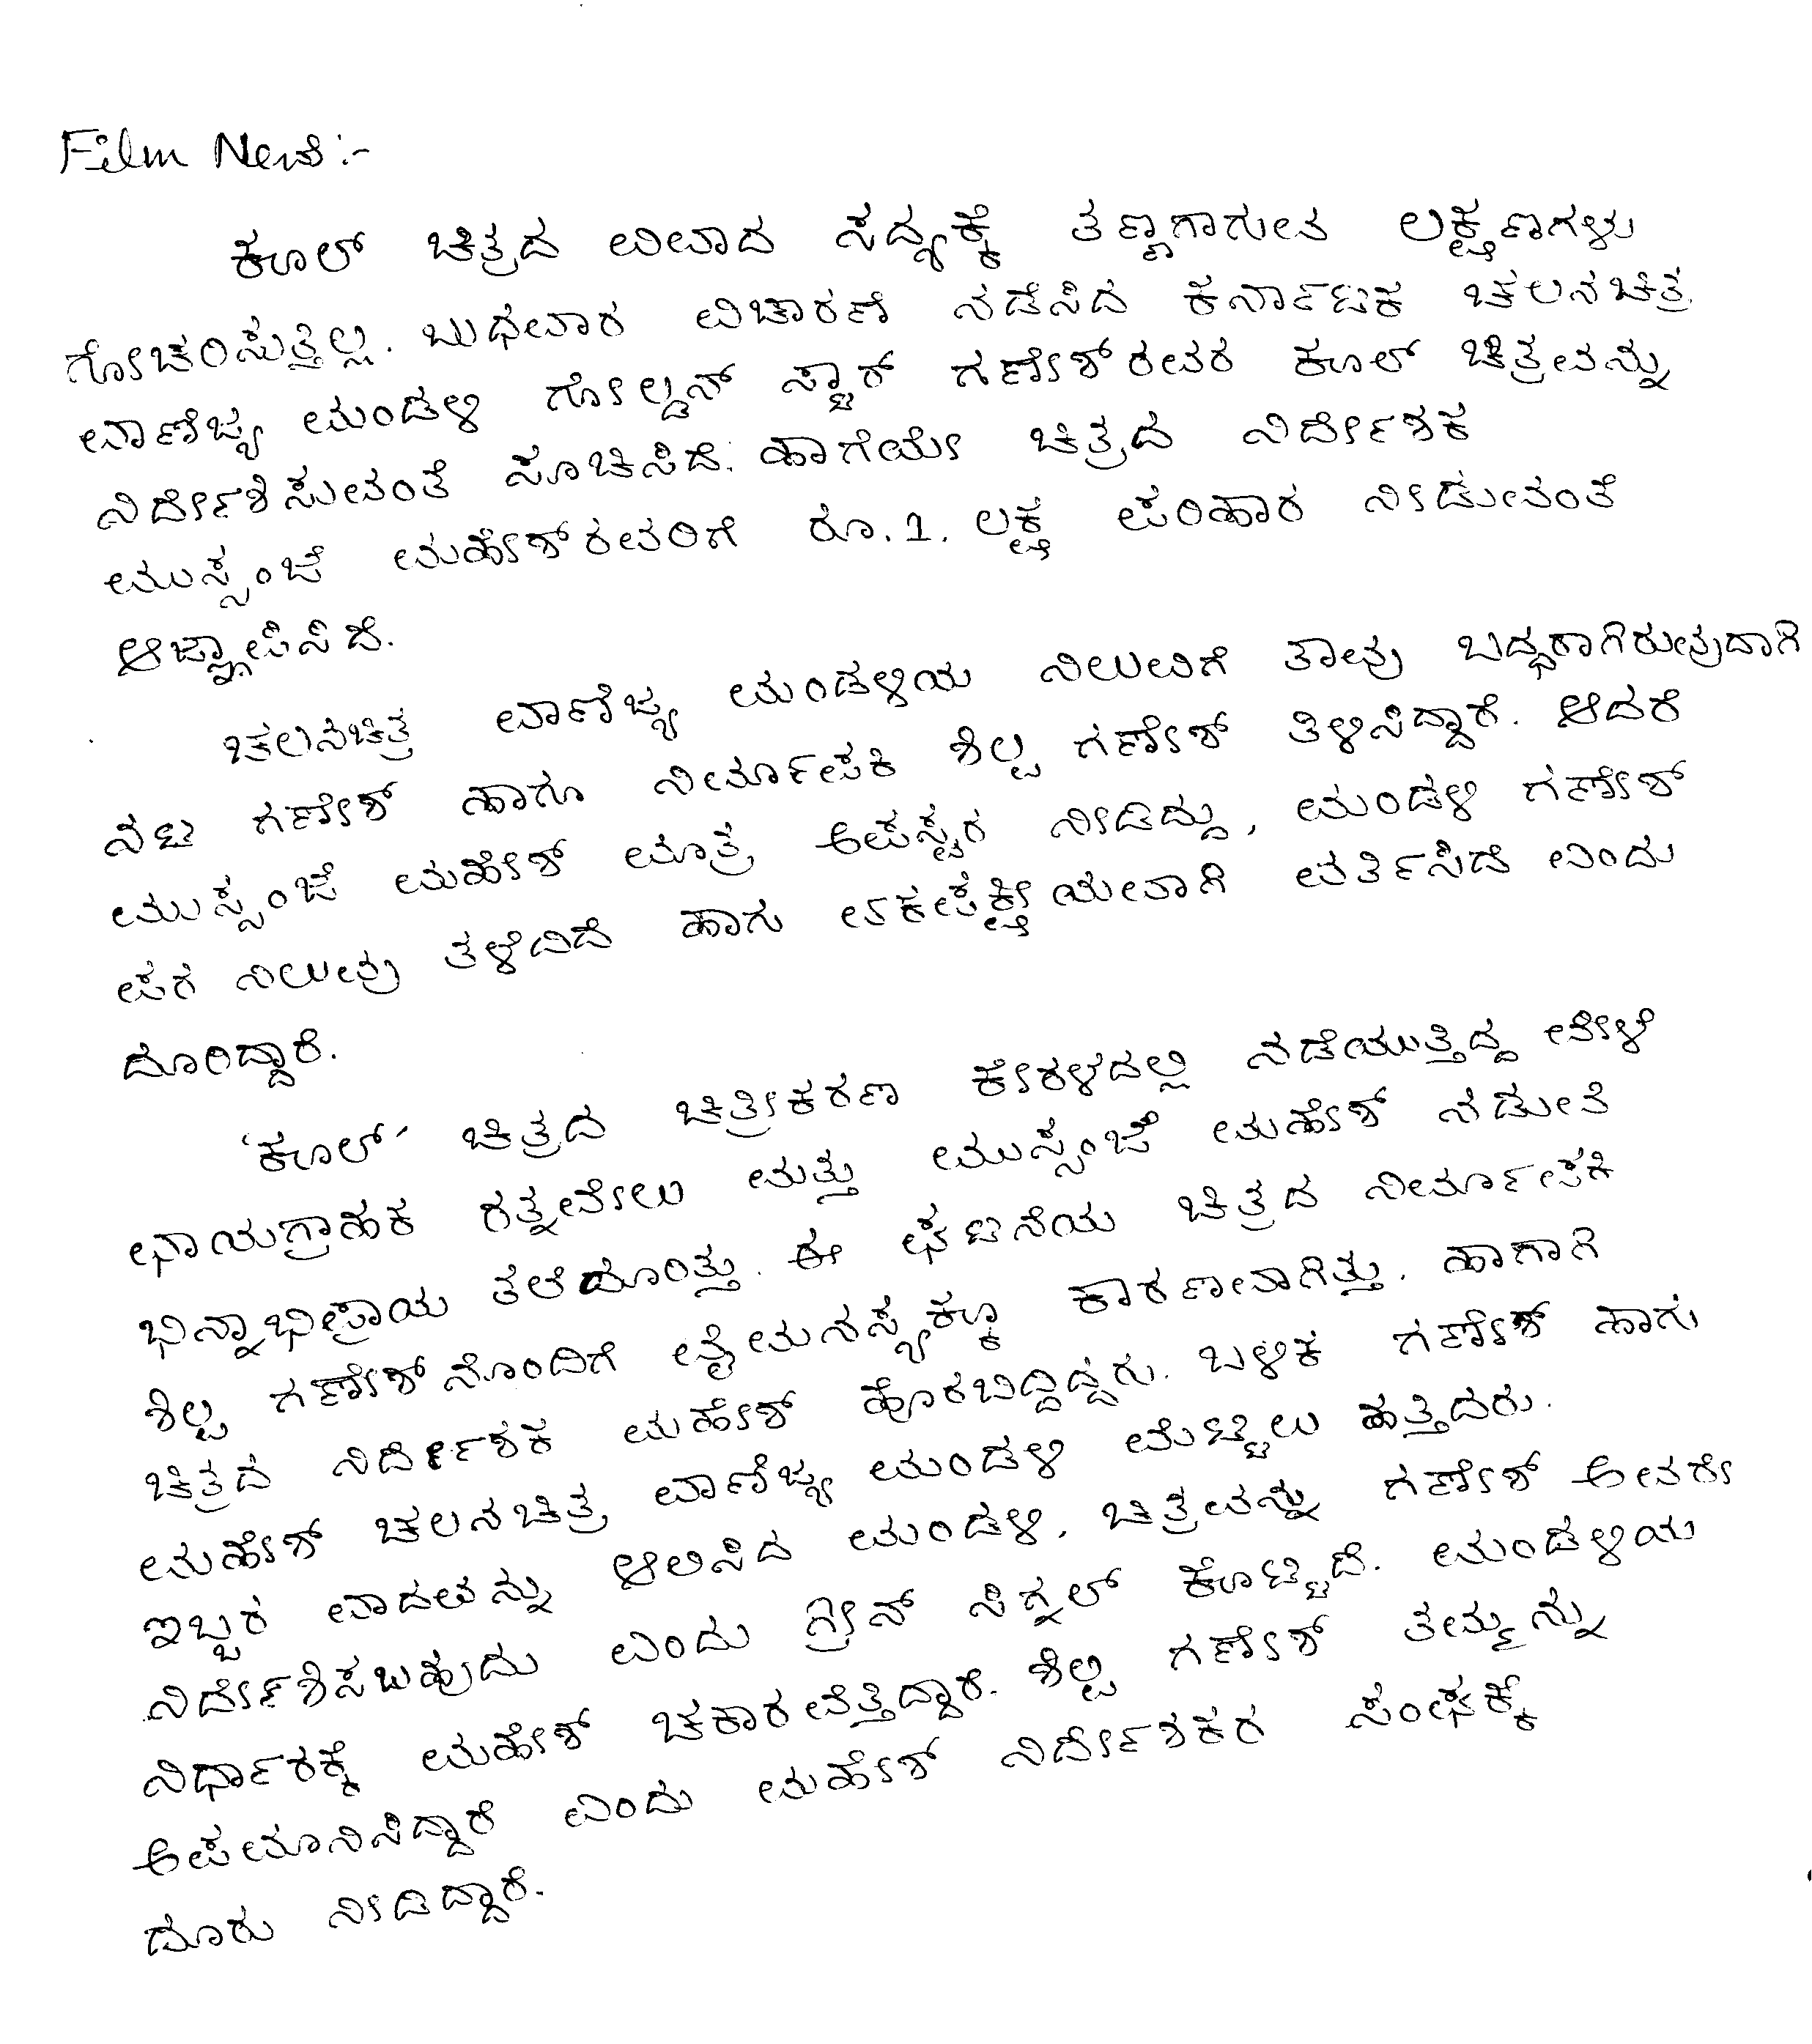 Film News :-
ಕೂಲ್ ಚಿತ್ರದ ವಿವಾದ ಸದ್ಯಕ್ಕೆ ತಣ್ಣಗಾಗುವ ಲಕ್ಷಣಗಳು
ಗೋಚರಿಸುತ್ತಿಲ್ಲ. ಬುಧವಾರ ವಿಚಾರಣೆ ನಡೆಸಿದ ಕರ್ನಾಟಕ ಚಲನಚಿತ್ರ
ವಾಣಿಜ್ಯ ಮಂಡಳಿ ಗೋಲ್ಡನ್ ಸ್ಟಾರ್ ಗಣೇಶ್‌ರವರ ಕೂಲ್ ಚಿತ್ರವನ್ನು
ನಿರ್ದೇಶಿಸುವಂತೆ ಸೂಚಿಸಿದೆ. ಹಾಗೆಯೇ ಚಿತ್ರದ ನಿರ್ದೇಶಕ
ಮುಸ್ಸಂಜೆ ಮಹೇಶ್‌ರವರಿಗೆ ರೂ. 1. ಲಕ್ಷ ಪರಿಹಾರ ನೀಡುವಂತೆ
ಆಜ್ಞಾಪಿಸಿದೆ.
ಚಲನಚಿತ್ರ ವಾಣಿಜ್ಯ ಮಂಡಳಿಯ ನಿಲುವಿಗೆ ತಾವು ಬದ್ಧರಾಗಿರುವುದಾಗಿ
ನಟ ಗಣೇಶ್ ಹಾಗೂ ನಿರ್ಮಾಪಕಿ ಶಿಲ್ಪ ಗಣೇಶ್ ತಿಳಿಸಿದ್ದಾರೆ. ಆದರೆ
ಮುಸ್ಸಂಜೆ ಮಹೇಶ್ ಮಾತ್ರ ಅಪಸ್ವರ ನೀಡಿದ್ದು, ಮಂಡಳಿ ಗಣೇಶ್
ಪರ ನಿಲುವು ತಳೆದಿದೆ ಹಾಗು ಏಕಪಕ್ಷೀಯವಾಗಿ ವರ್ತಿಸಿದೆ ಎಂದು
ದೂರಿದ್ದಾರೆ.
'ಕೂಲ್' ಚಿತ್ರದ ಚಿತ್ರೀಕರಣ ಕೇರಳದಲ್ಲಿ ನಡೆಯುತ್ತಿದ್ದ ವೇಳೆ
ಛಾಯಾಗ್ರಾಹಕ ರತ್ನವೇಲು ಮತ್ತು ಮುಸ್ಸಂಜೆ ಮಹೇಶ್ ನಡುವೆ
ಭಿನ್ನಾಭಿಪ್ರಾಯ ತಲೆದೂರಿತ್ತು. ಈ ಘಟನೆಯ ಚಿತ್ರದ ನಿರ್ಮಾಪಕಿ
ಶಿಲ್ಪ ಗಣೇಶ್‌ನೊಂದಿಗೆ ವೈಮನಸ್ಯಕ್ಕೂ ಕಾರಣವಾಗಿತ್ತು. ಹಾಗಾಗಿ
ಚಿತ್ರದ ನಿರ್ದೇಶಕ ಮಹೇಶ್ ಹೊರಬಿದ್ದಿದ್ದರು. ಬಳಿಕ ಗಣೇಶ್ ಹಾಗು
ಮಹೇಶ್ ಚಲನಚಿತ್ರ ವಾಣಿಜ್ಯ ಮಂಡಳಿ ಮೆಟ್ಟಿಲು ಹತ್ತಿದರು.
ಇಬ್ಬರ ವಾದವನ್ನು ಆಲಿಸಿದ ಮಂಡಳಿ, ಚಿತ್ರವನ್ನು ಗಣೇಶ್ ಅವರೇ
ನಿರ್ದೇಶಿಸಬಹುದು ಎಂದು ಗ್ರೀನ್ ಸಿಗ್ನಲ್ ಕೊಟ್ಟಿದೆ. ಮಂಡಳಿಯ
ನಿರ್ಧಾರಕ್ಕೆ ಮಹೇಶ್ ಚಕಾರವೆತ್ತಿದ್ದಾರೆ. ಶಿಲ್ಪ ಗಣೇಶ್ ತಮ್ಮನ್ನು
ಅಪಮಾನಿಸಿದ್ದಾರೆ ಎಂದು ಮಹೇಶ್ ನಿರ್ದೇಶಕರ ಸಂಘಕ್ಕೆ
ದೂರು ನೀಡಿದ್ದಾರೆ.